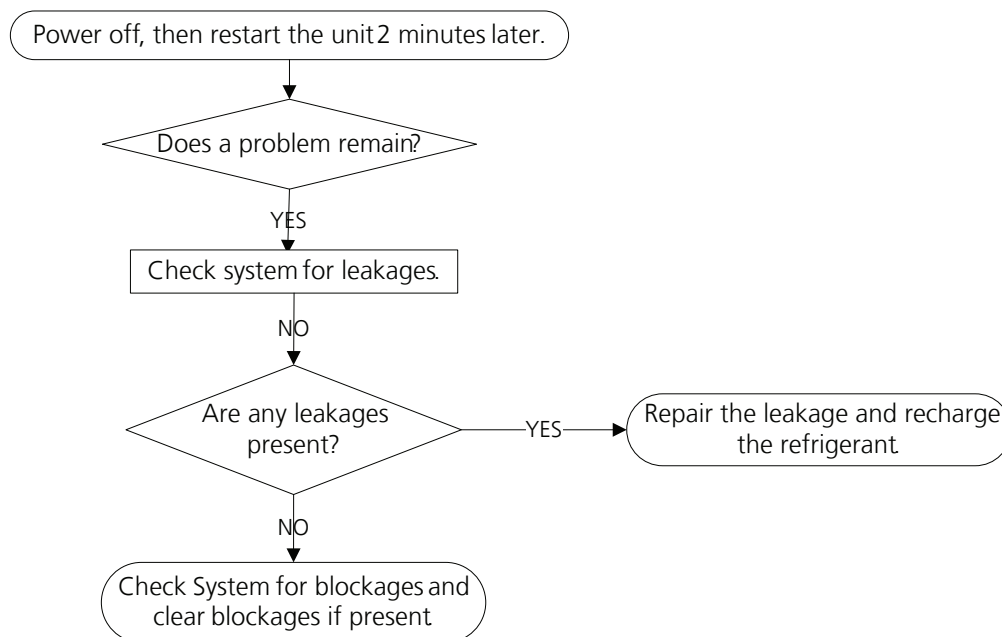 Power off, then restart the unit 2 minutes later.
Does a problem remain?
YES
Check system for leakages.
NO
Are any leakages
present?
YES
Repair the leakage and recharge
the refrigerant.
NO
Check System for blockages and
clear blockages if present.